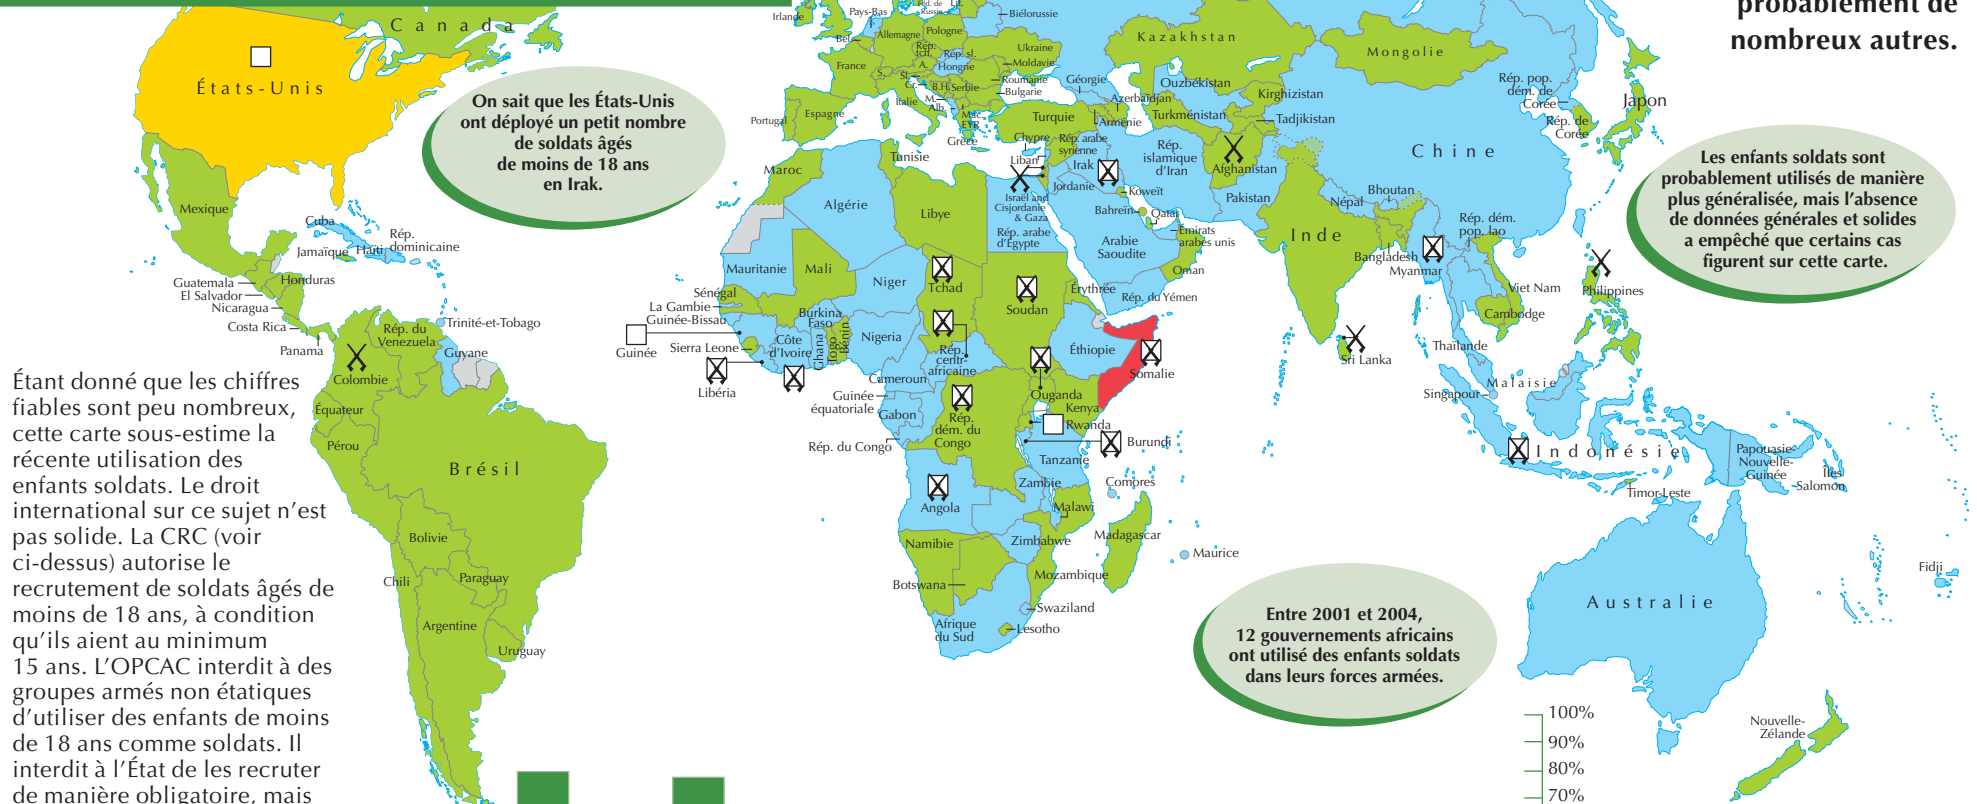 probablement de
nombreux autres.
Canada
États-Unis
On sait que les États-Unis
ont déployé un petit nombre
de soldats âgés
de moins de 18 ans
en Irak.
Mexique
Cuba
Rép.
dominicaine
Jamaïque
Haïti
Guatemala
Honduras
El Salvador
Nicaragua
Costa Rica
Panama
Trinité-et-Tobago
Rép. du
Venezuela
Guyane
Colombie
Équateur
Pérou
Brésil
Bolivie
Chili
Paraguay
Argentine
Uruguay
Étant donné que les chiffres
fiables sont peu nombreux,
cette carte sous-estime la
récente utilisation des
enfants soldats. Le droit
international sur ce sujet n’est
pas solide. La CRC (voir
ci-dessus) autorise le
recrutement de soldats âgés de
moins de 18 ans, à condition
qu’ils aient au minimum
15 ans. L’OPCAC interdit à des
groupes armés non étatiques
d’utiliser des enfants de moins
de 18 ans comme soldats. Il
interdit à l’État de les recruter
de manière obligatoire, mais
Irlande
Pays-Bas
Féd. de
Russie
Lit.
Biélorussie
Bel.
Allemagne
Pologne
Rép.
tch.
Rép. sl.
Ukraine
France
A.
Hongrie
Moldavie
S.
Sl.
Cr.
B.H.
Serbie
Roumanie
Bulgarie
Italie
M.
Alb.
Mac.
EYR
Portugal
Espagne
Grèce
Turquie
Chypre
Géorgie
Azerbaïdjan
Arménie
Kazakhstan
Ouzbékistan
Turkménistan
Kirghizistan
Tadjikistan
Mongolie
Chine
Rép. pop.
dém. de
Corée
Rép. de
Corée
Japon
Liban
Rép. arabe
syrienne
Irak
Rép.
islamique
d’Iran
Afghanistan
Jordanie
Koweït
Israël and
Cisjordanie
& Gaza
Bahreïn
Qatar
Émirats
arabes unis
Arabie
Saoudite
Oman
Rép. du Yémen
Pakistan
Népal
Bhoutan
Inde
Bangladesh
Myanmar
Rép. dém.
pop. lao
Viet Nam
Cambodge
Thaïlande
Philippines
Sri Lanka
Malaisie
Singapour
Indonésie
Timor-Leste
Papouasie-
Nouvelle-
Guinée
Îles
Salomon
Fidji
Australie
Nouvelle-
Zélande
Les enfants soldats sont
probablement utilisés de manière
plus généralisée, mais l’absence
de données générales et solides
a empêché que certains cas
figurent sur cette carte.
Tunisie
Maroc
Algérie
Libye
Rép. arabe
d’Égypte
Mauritanie
Mali
Niger
Tchad
Soudan
Érythrée
Sénégal
La Gambie
Guinée-Bissau
Guinée
Sierra Leone
Libéria
Burkina
Faso
Côte
d’Ivoire
Ghana
Togo
Bénin
Nigeria
Rép.
centr-
africaine
Cameroun
Guinée
équatoriale
Gabon
Rép. du Congo
Rép.
dém. du
Congo
Éthiopie
Somalie
Ouganda
Kenya
Rwanda
Burundi
Tanzanie
Angola
Zambie
Comores
Malawi
Madagascar
Maurice
Namibie
Zimbabwe
Botswana
Mozambique
Swaziland
Lesotho
Afrique
du Sud
Entre 2001 et 2004,
12 gouvernements africains
ont utilisé des enfants soldats
dans leurs forces armées.
100%
90%
80%
70%